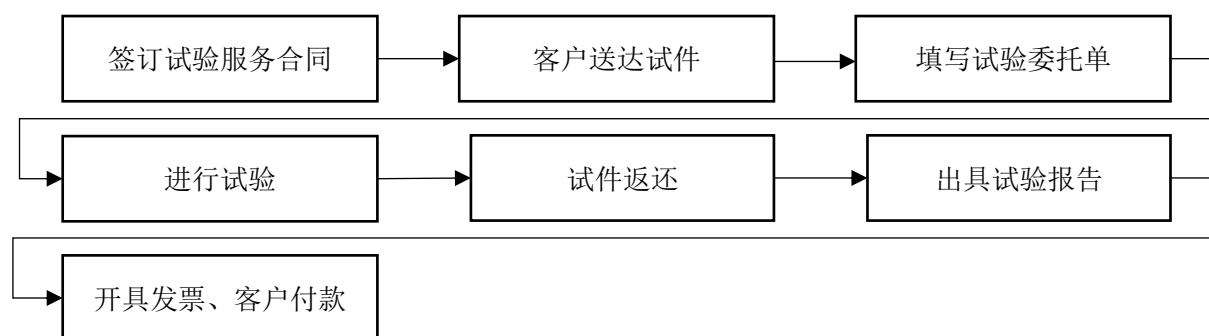 签订试验服务合同
客户送达试件
填写试验委托单
进行试验
试件返还
出具试验报告
开具发票、客户付款